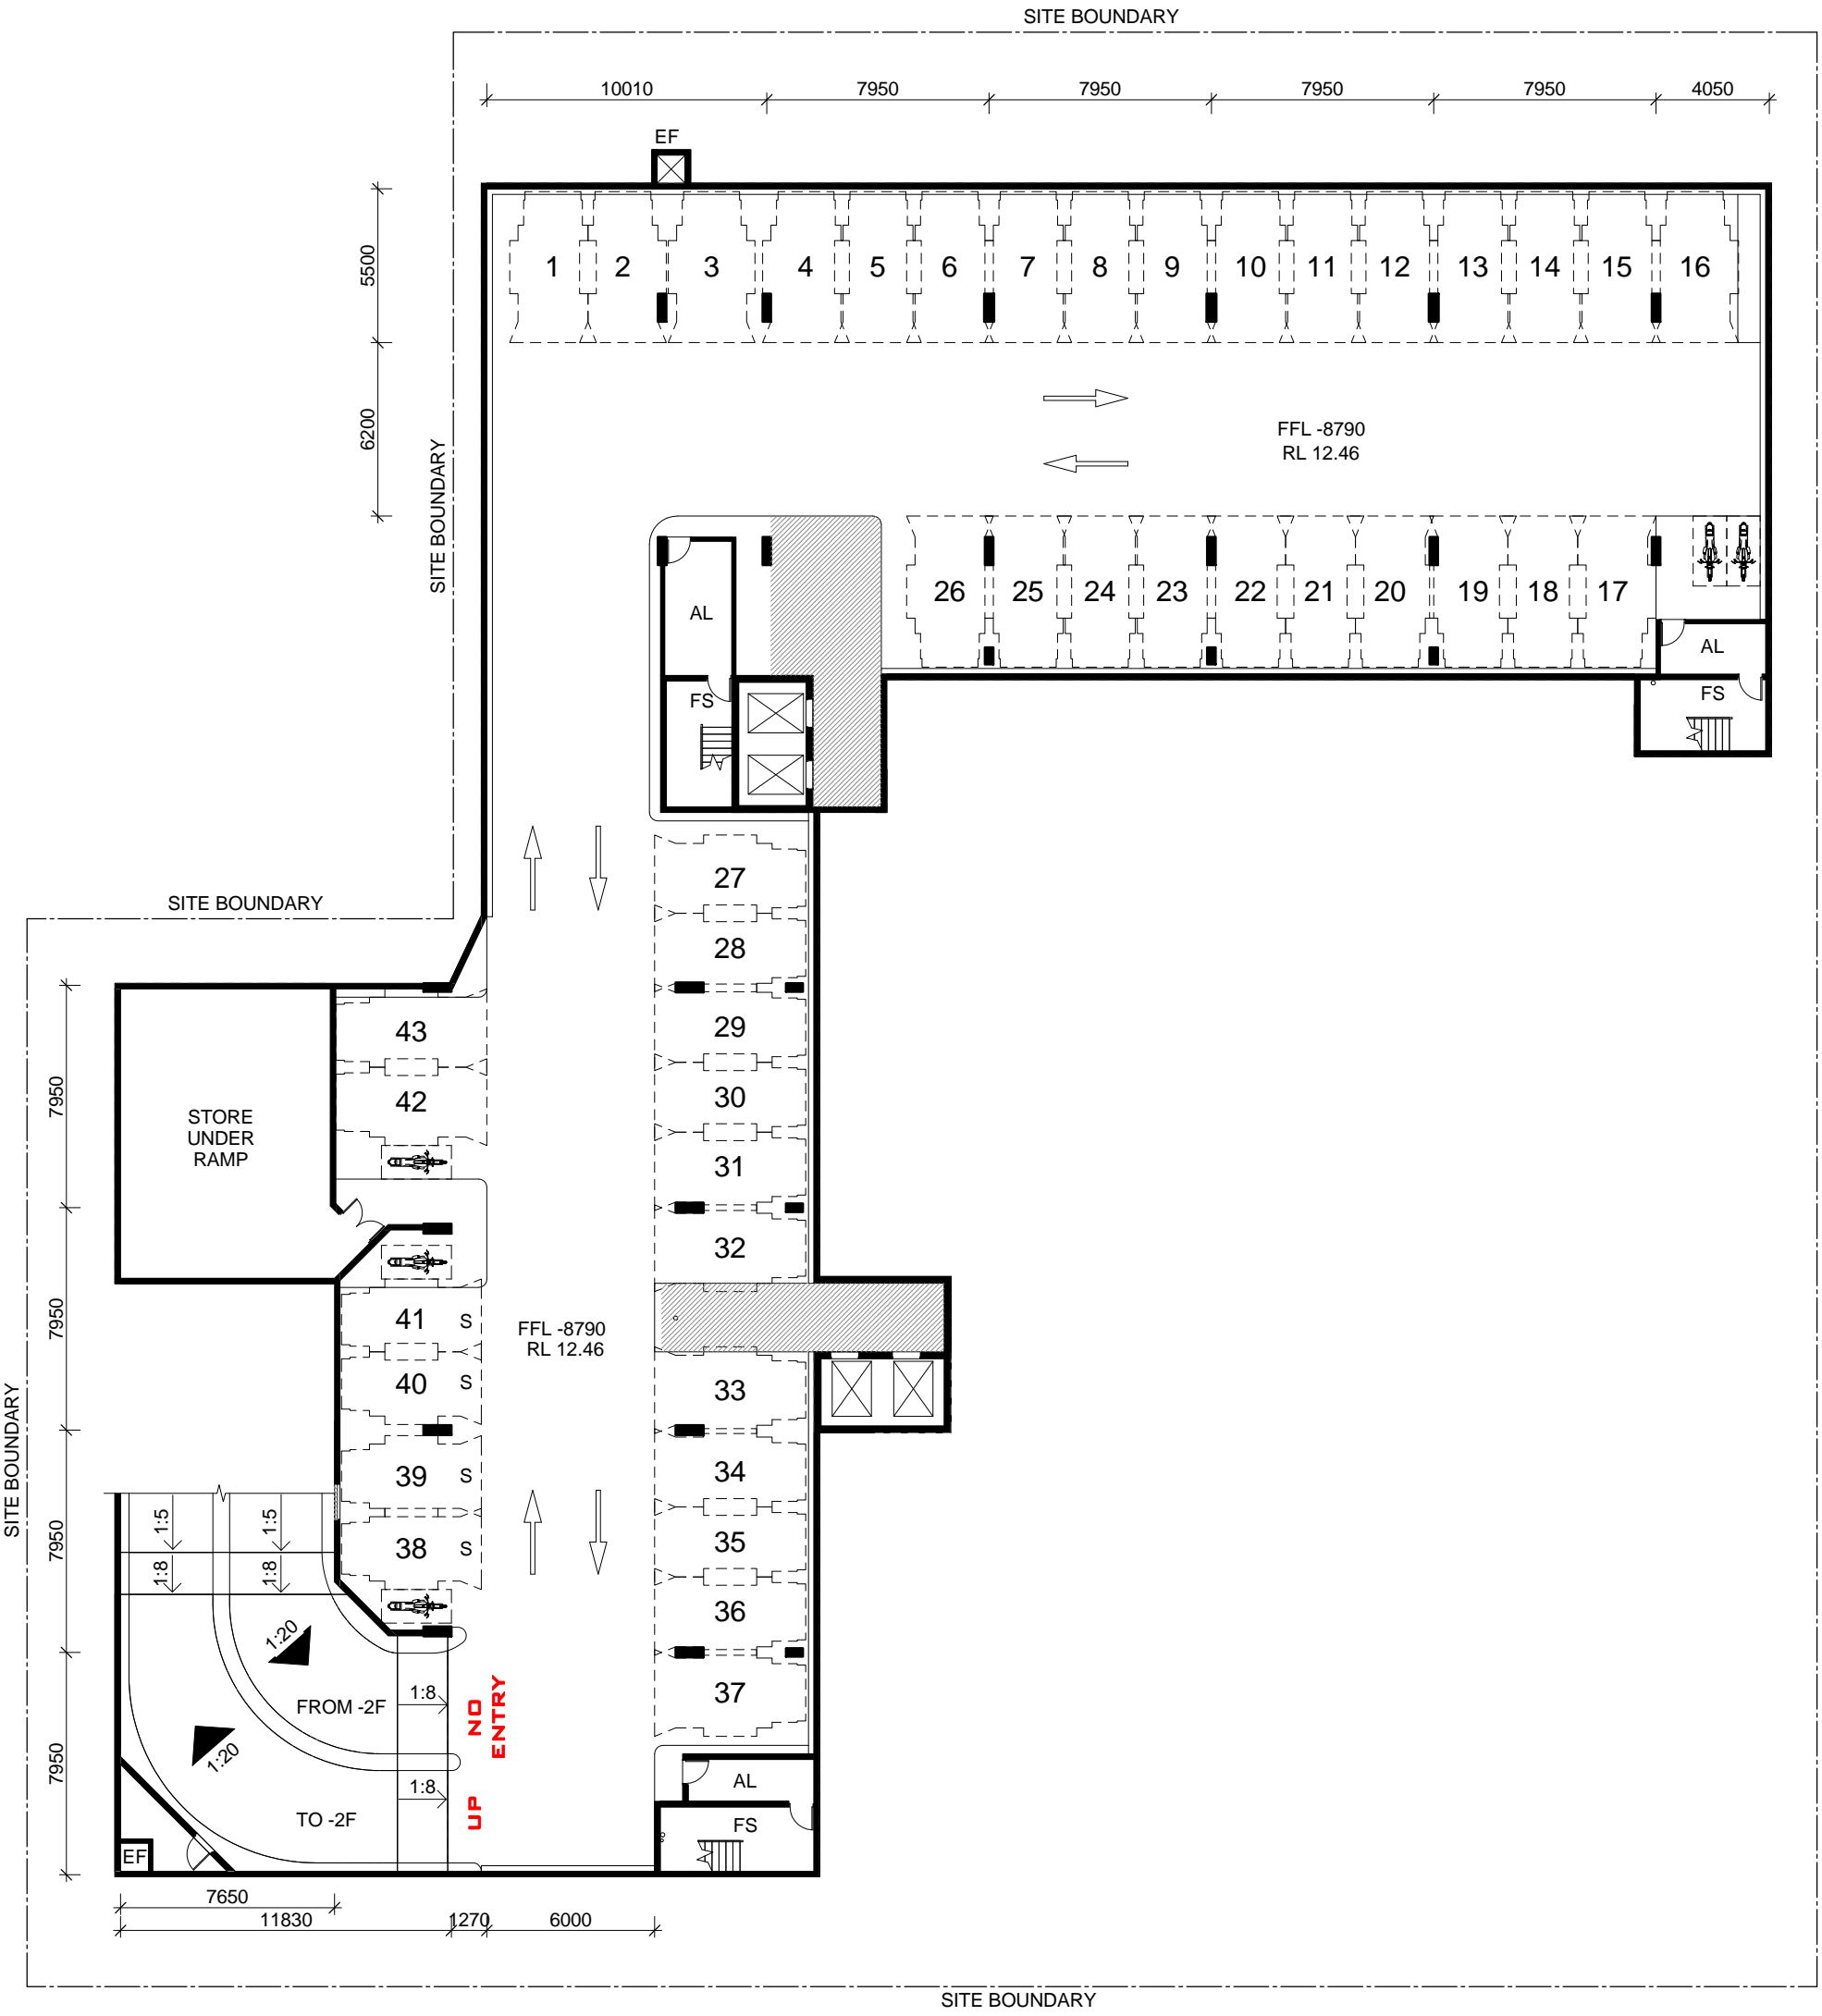 SITE BOUNDARY
10010 7950 7950 7950 7950 4050
EF
5500
1 2 3 4 5 6 7 8 9 10 11 12 13 14 15 16
6200
FFL -8790
RL 12.46
SITE BOUNDARY
AL
26 25 24 23 22 21 20 19 18 17
AL
FS
FS
27
SITE BOUNDARY
28
43
29
7950
42
30
STORE
UNDER
RAMP
31
32
7950
41 S
FFL -8790
RL 12.46
40 S
33
SITE BOUNDARY
39 S
34
7950
1:5 1:5
38 S
35
1:8 1:8
36
1:20
FROM -2F
1:8
NO
ENTRY
37
1:20
7950
1:8
UP
AL
TO -2F
FS
EF
7650
11830 1270 6000
SITE BOUNDARY